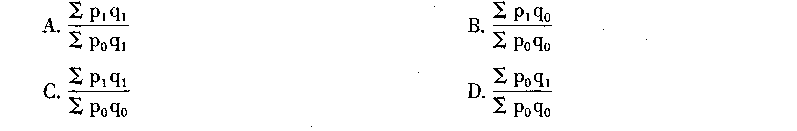 A. ∑ p₁q₁ / ∑ p₀q₁ B. ∑ p₁q₀ / ∑ p₀q₀
C. ∑ p₁q₁ / ∑ p₀q₀ D. ∑ p₀q₁ / ∑ p₀q₀